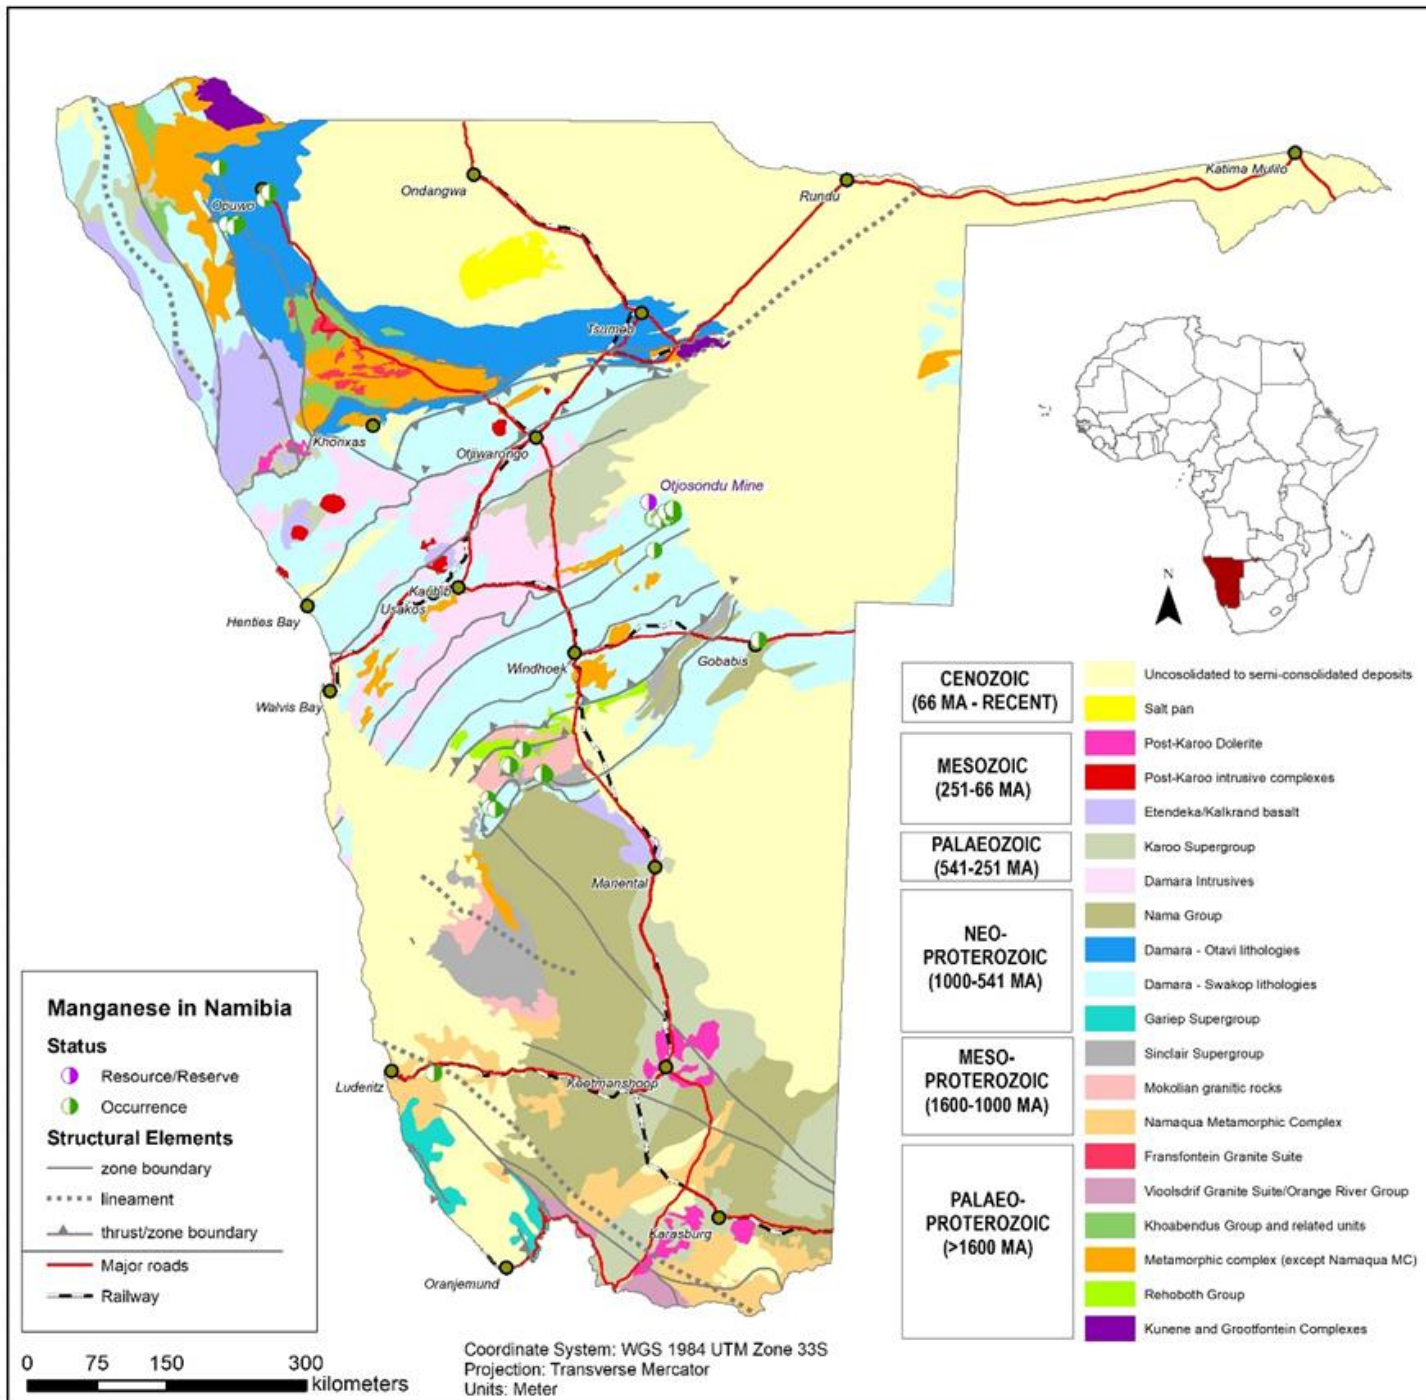 Ondangwa
Rundu
Katima Mulilo
Opuwo
Tsumeb
Khorixas
Otjiwarongo
Otjosondu Mine
Karibib
Usakos
Henties Bay
Windhoek
Gobabis
Walvis Bay
Mariental
Luderitz
Keetmanshoop
Karasburg
Oranjemund
N
Manganese in Namibia
Status
Resource/Reserve
Occurrence
Structural Elements
zone boundary
lineament
thrust/zone boundary
Major roads
Railway
0 75 150 300
kilometers
Coordinate System: WGS 1984 UTM Zone 33S
Projection: Transverse Mercator
Units: Meter
CENOZOIC
(66 MA - RECENT)
MESOZOIC
(251-66 MA)
PALAEOZOIC
(541-251 MA)
NEO-
PROTEROZOIC
(1000-541 MA)
MESO-
PROTEROZOIC
(1600-1000 MA)
PALAEO-
PROTEROZOIC
(>1600 MA)
Uncosolidated to semi-consolidated deposits
Salt pan
Post-Karoo Dolerite
Post-Karoo intrusive complexes
Etendeka/Kalkrand basalt
Karoo Supergroup
Damara Intrusives
Nama Group
Damara - Otavi lithologies
Damara - Swakop lithologies
Gariep Supergroup
Sinclair Supergroup
Mokolian granitic rocks
Namaqua Metamorphic Complex
Fransfontein Granite Suite
Vioolsdrif Granite Suite/Orange River Group
Khoabendus Group and related units
Metamorphic complex (except Namaqua MC)
Rehoboth Group
Kunene and Grootfontein Complexes